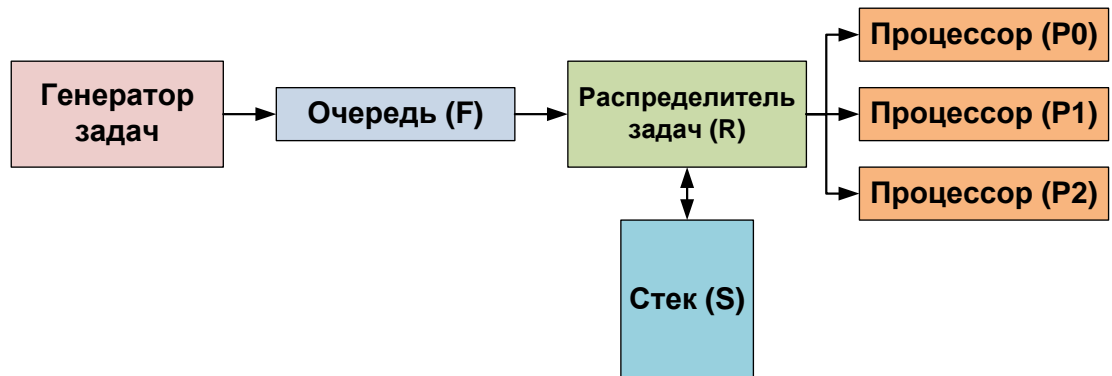 Генератор
задач
Очередь (F)
Распределитель
задач (R)
Процессор (P0)
Процессор (P1)
Процессор (P2)
Стек (S)